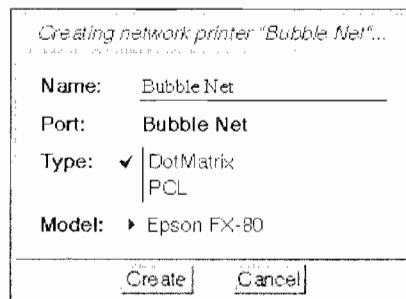 Creating network printer "Bubble Net"...
Name: Bubble Net
Port: Bubble Net
Type: ✓ DotMatrix
PCL
Model: ▸ Epson FX-80
Create Cancel